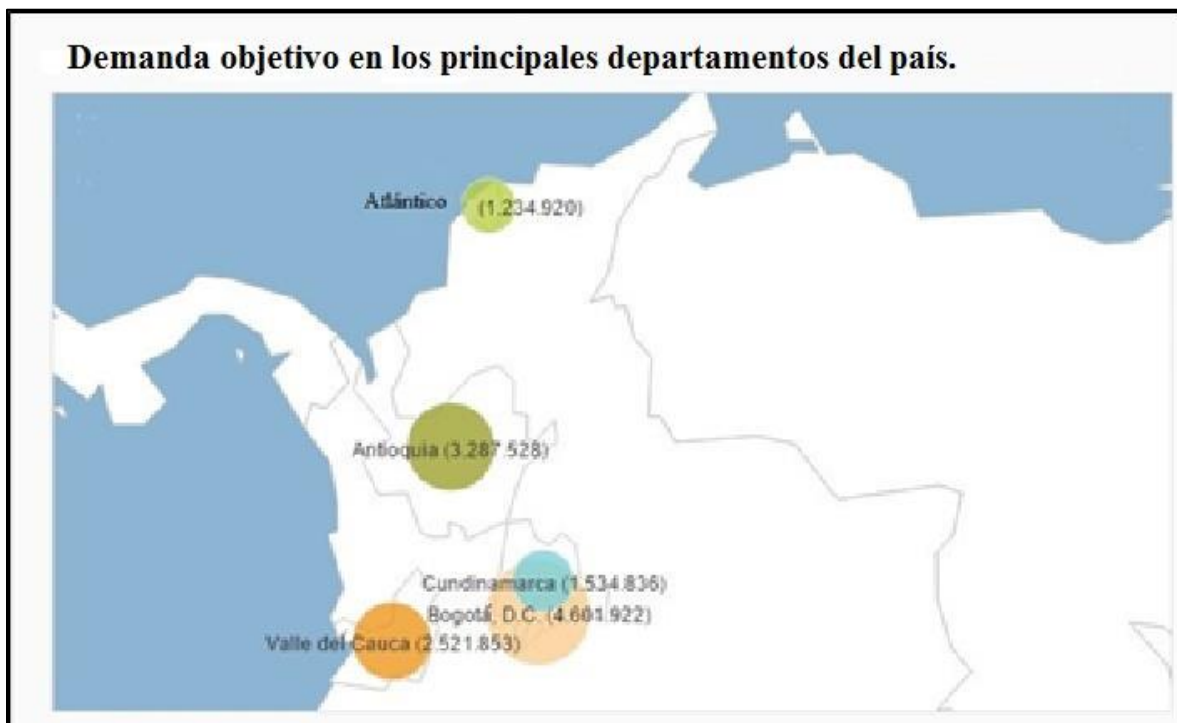 Demanda objetivo en los principales departamentos del país.
Atlántico (1.234.920)
Antioquia (3.287.528)
Cundinamarca (1.534.836)
Bogotá, D.C. (4.601.922)
Valle del Cauca (2.521.853)